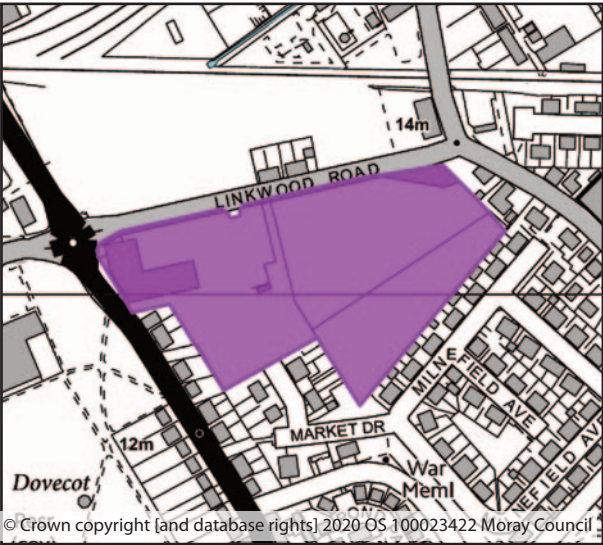 14m
LINKWOOD ROAD
MILNEFIELD AVE
MARKET DR
12m
War
Meml
Dovecot
© Crown copyright [and database rights] 2020 OS 100023422 Moray Council